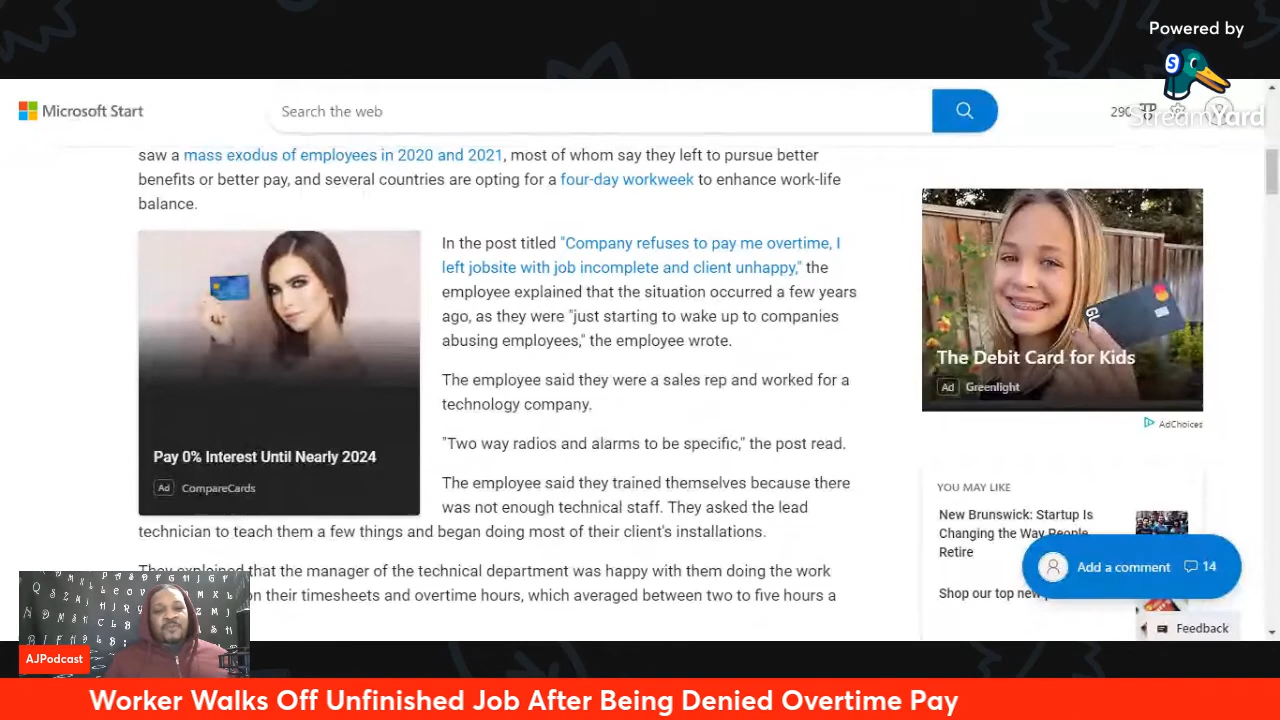 Powered by
StreamYard
Microsoft Start
Search the web
290
saw a mass exodus of employees in 2020 and 2021, most of whom say they left to pursue better
benefits or better pay, and several countries are opting for a four-day workweek to enhance work-life
balance.
Pay 0% Interest Until Nearly 2024
Ad CompareCards
In the post titled "Company refuses to pay me overtime, I
left jobsite with job incomplete and client unhappy," the
employee explained that the situation occurred a few years
ago, as they were "just starting to wake up to companies
abusing employees," the employee wrote.
The employee said they were a sales rep and worked for a
technology company.
"Two way radios and alarms to be specific," the post read.
The employee said they trained themselves because there
was not enough technical staff. They asked the lead
technician to teach them a few things and began doing most of their client's installations.
They explained that the manager of the technical department was happy with them doing the work
on their timesheets and overtime hours, which averaged between two to five hours a
The Debit Card for Kids
Ad Greenlight
AdChoices
YOU MAY LIKE
New Brunswick: Startup Is
Changing the Way People
Retire
Shop our top new
Add a comment 14
Feedback
AJPodcast
Worker Walks Off Unfinished Job After Being Denied Overtime Pay